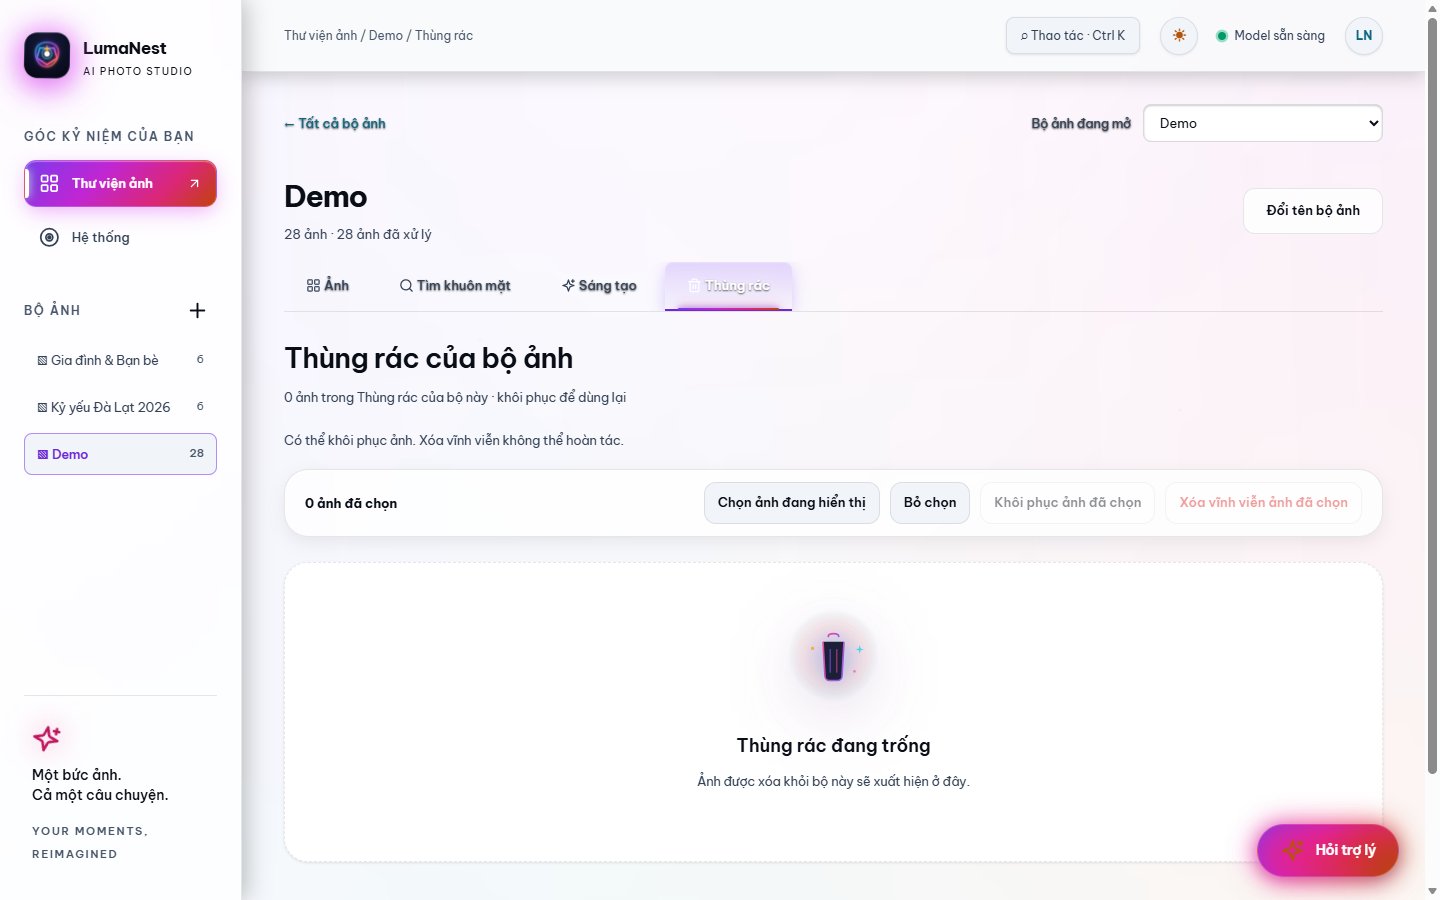 LumaNest
AI PHOTO STUDIO
GÓC KỶ NIỆM CỦA BẠN
Thư viện ảnh
Hệ thống
BỘ ẢNH
Gia đình & Bạn bè 6
Kỷ yếu Đà Lạt 2026 6
Demo 28
Một bức ảnh.
Cả một câu chuyện.
YOUR MOMENTS,
REIMAGINED
Thư viện ảnh / Demo / Thùng rác
⌕ Thao tác · Ctrl K
Model sẵn sàng
LN
← Tất cả bộ ảnh
Bộ ảnh đang mở
Demo
Demo
28 ảnh · 28 ảnh đã xử lý
Đổi tên bộ ảnh
Ảnh
Tìm khuôn mặt
Sáng tạo
Thùng rác
Thùng rác của bộ ảnh
0 ảnh trong Thùng rác của bộ này · khôi phục để dùng lại
Có thể khôi phục ảnh. Xóa vĩnh viễn không thể hoàn tác.
0 ảnh đã chọn
Chọn ảnh đang hiển thị
Bỏ chọn
Khôi phục ảnh đã chọn
Xóa vĩnh viễn ảnh đã chọn
Thùng rác đang trống
Ảnh được xóa khỏi bộ này sẽ xuất hiện ở đây.
Hỏi trợ lý